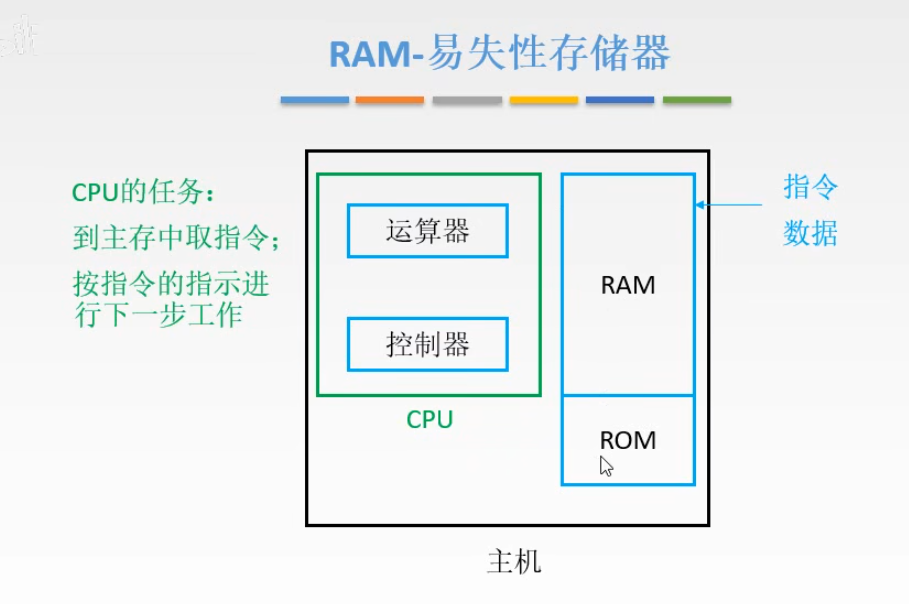 RAM-易失性存储器
CPU的任务：
到主存中取指令；
按指令的指示进
行下一步工作
运算器
控制器
CPU
RAM
ROM
指令
数据
主机